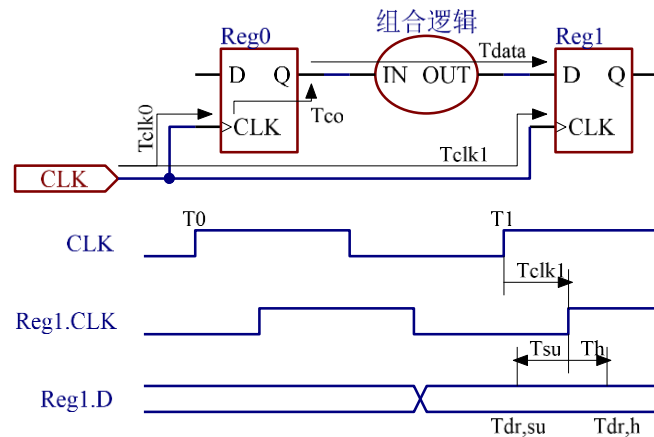 组合逻辑
Reg0
Tdata
Reg1
D
Q
IN
OUT
D
Q
Tclk0
CLK
Tco
Tclk1
CLK
CLK
T0
T1
CLK
Tclk1
Reg1.CLK
Tsu
Th
Reg1.D
Tdr,su
Tdr,h